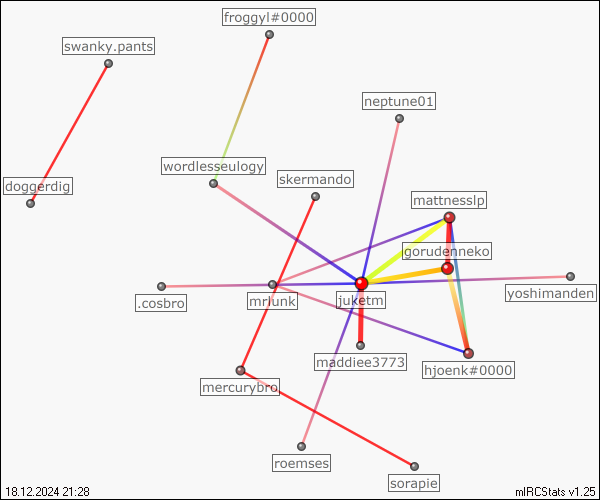 froggyl#0000
swanky.pants
neptune01
wordlesseulogy
skermando
doggerdig
mattnesslp
gorudenneko
.cosbro
mrlunk
juketm
yoshimanden
maddiee3773
hjoenk#0000
mercurybro
roemses
sorapie
18.12.2024 21:28
mIRCStats v1.25